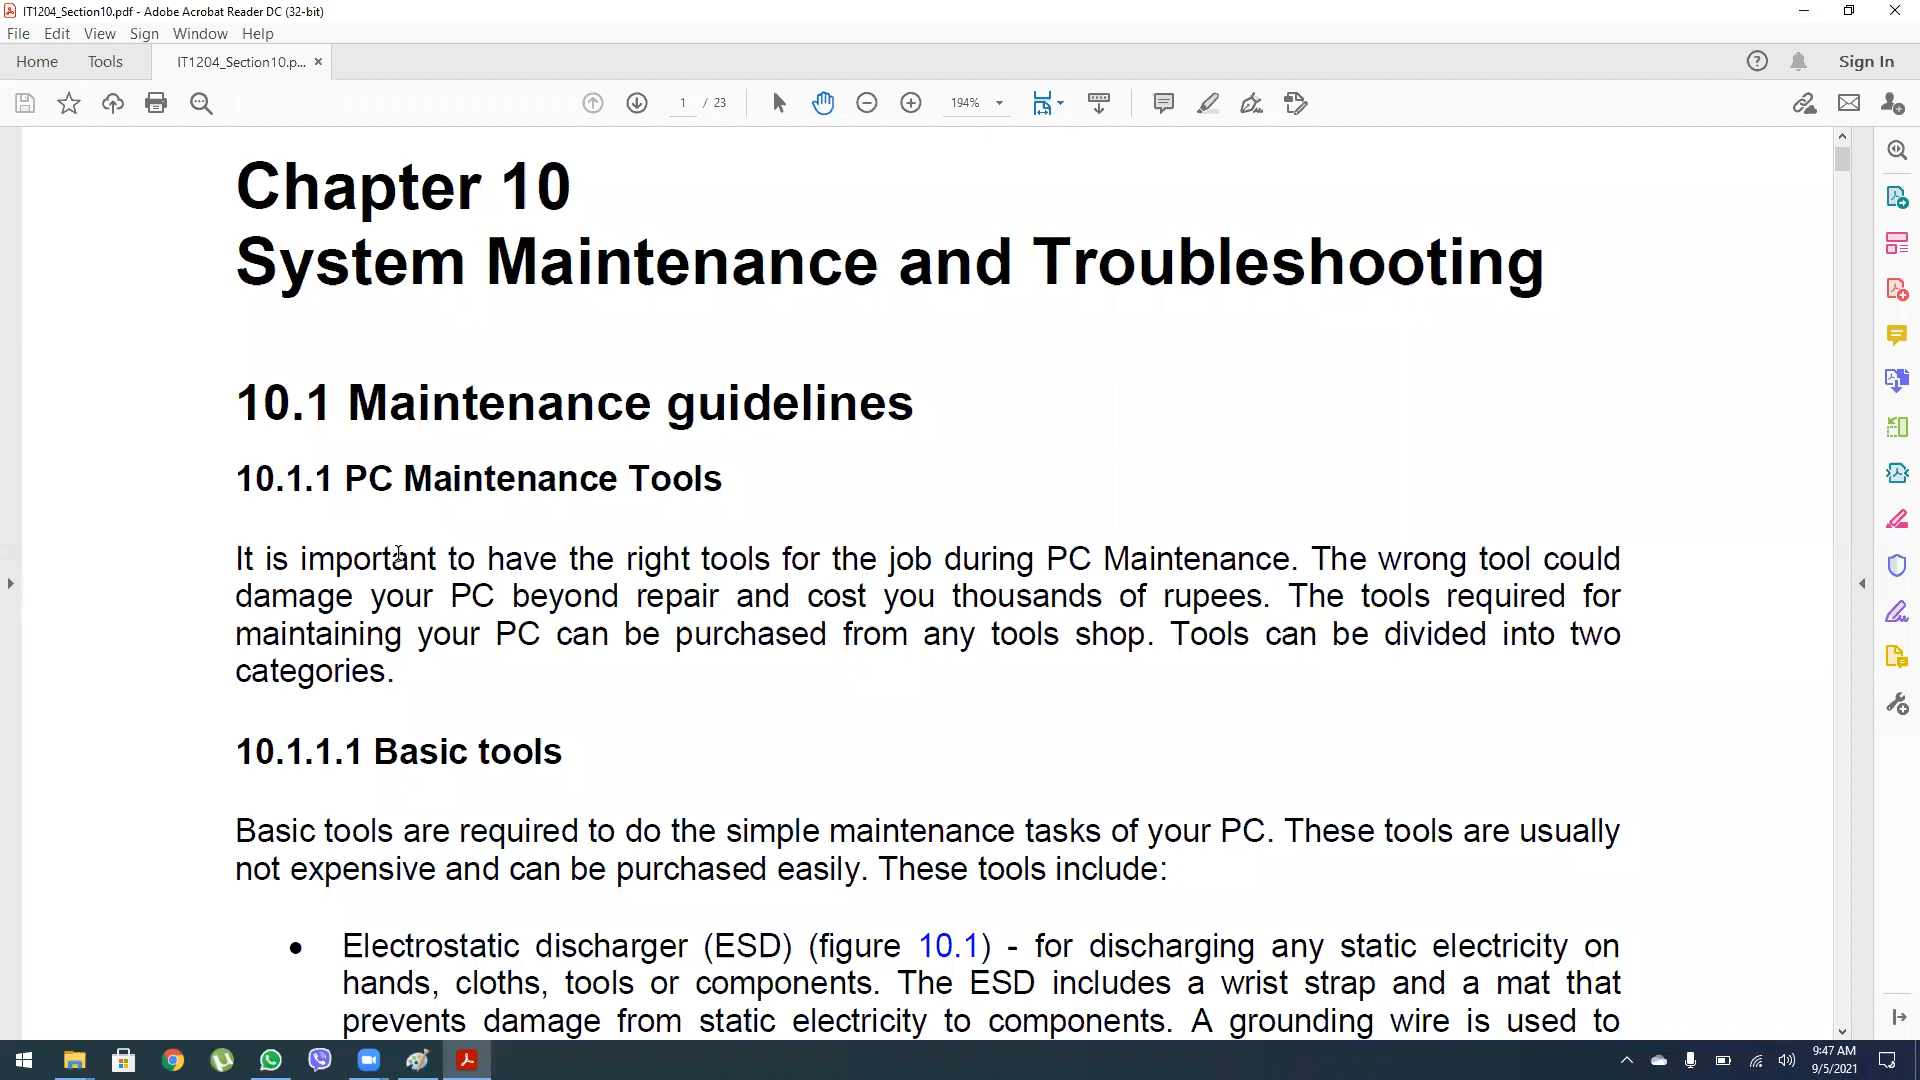 IT1204_Section10.pdf - Adobe Acrobat Reader DC (32-bit)
File Edit View Sign Window Help
Home Tools IT1204_Section10.p... × Sign In
1 / 23 194%
Chapter 10
System Maintenance and Troubleshooting
10.1 Maintenance guidelines
10.1.1 PC Maintenance Tools
It is important to have the right tools for the job during PC Maintenance. The wrong tool could
damage your PC beyond repair and cost you thousands of rupees. The tools required for
maintaining your PC can be purchased from any tools shop. Tools can be divided into two
categories.
10.1.1.1 Basic tools
Basic tools are required to do the simple maintenance tasks of your PC. These tools are usually
not expensive and can be purchased easily. These tools include:
• Electrostatic discharger (ESD) (figure 10.1) - for discharging any static electricity on
hands, cloths, tools or components. The ESD includes a wrist strap and a mat that
prevents damage from static electricity to components. A grounding wire is used to
9:47 AM
9/5/2021